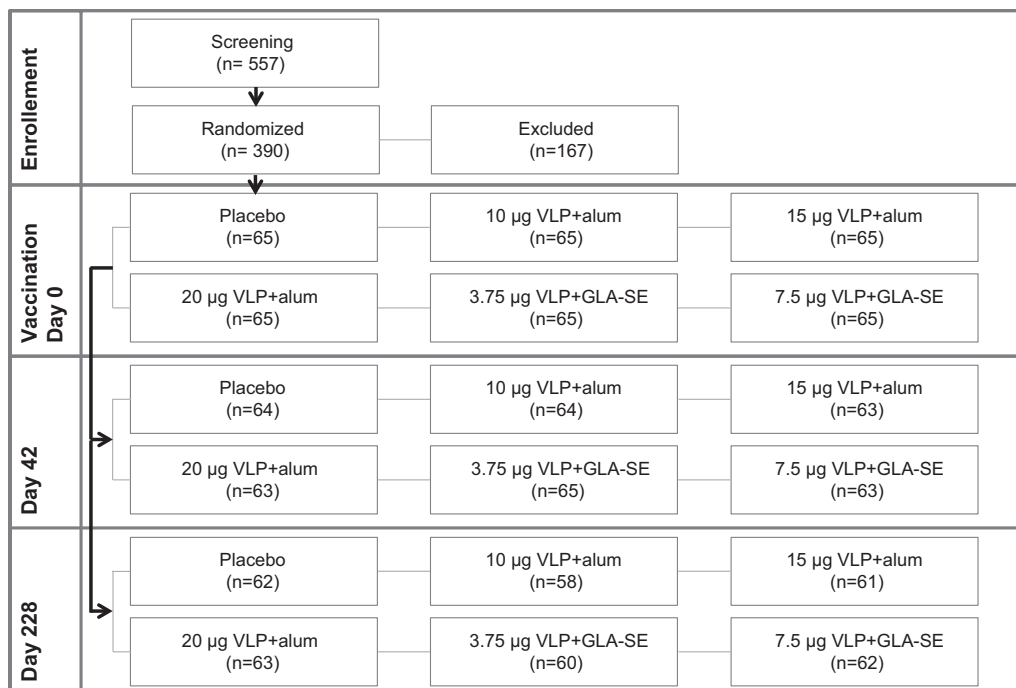 Enrollement
Screening
(n= 557)
Randomized
(n= 390)
Excluded
(n=167)
Vaccination
Day 0
Placebo
(n=65)
10 µg VLP+alum
(n=65)
15 µg VLP+alum
(n=65)
20 µg VLP+alum
(n=65)
3.75 µg VLP+GLA-SE
(n=65)
7.5 µg VLP+GLA-SE
(n=65)
Day 42
Placebo
(n=64)
10 µg VLP+alum
(n=64)
15 µg VLP+alum
(n=63)
20 µg VLP+alum
(n=63)
3.75 µg VLP+GLA-SE
(n=65)
7.5 µg VLP+GLA-SE
(n=63)
Day 228
Placebo
(n=62)
10 µg VLP+alum
(n=58)
15 µg VLP+alum
(n=61)
20 µg VLP+alum
(n=63)
3.75 µg VLP+GLA-SE
(n=60)
7.5 µg VLP+GLA-SE
(n=62)